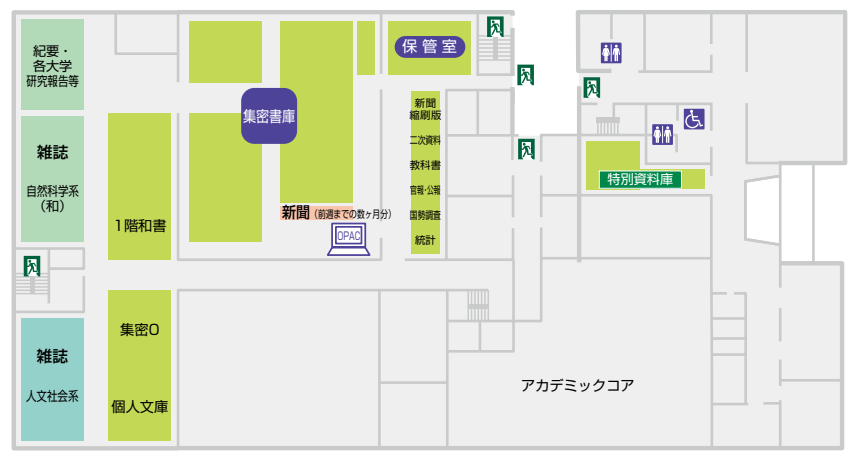 紀要・
各大学
研究報告等
雑誌
自然科学系
（和）
1階和書
集密書庫
保管室
新聞
縮刷版
二次資料
教科書
官報・公報
国勢調査
統計
新聞（前週までの数ヶ月分）
OPAC
特別資料庫
雑誌
人文社会系
集密0
個人文庫
アカデミックコア